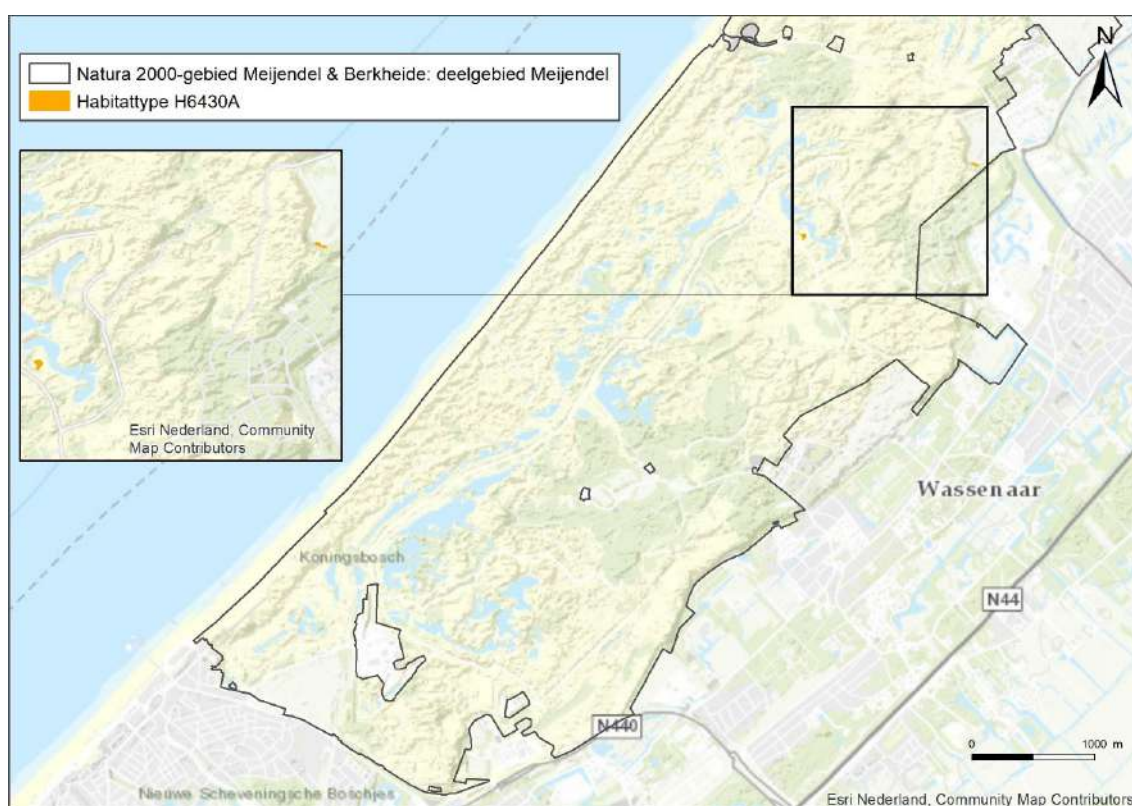 Natura 2000-gebied Meijendel & Berkheide: deelgebied Meijendel
Habitattype H6430A
N
Esri Nederland, Community
Map Contributors
Wassenaar
Koningsbosch
N44
N440
0 1000 m
Nieuwe Scheveningsche Boschjes
Esri Nederland, Community Map Contributors